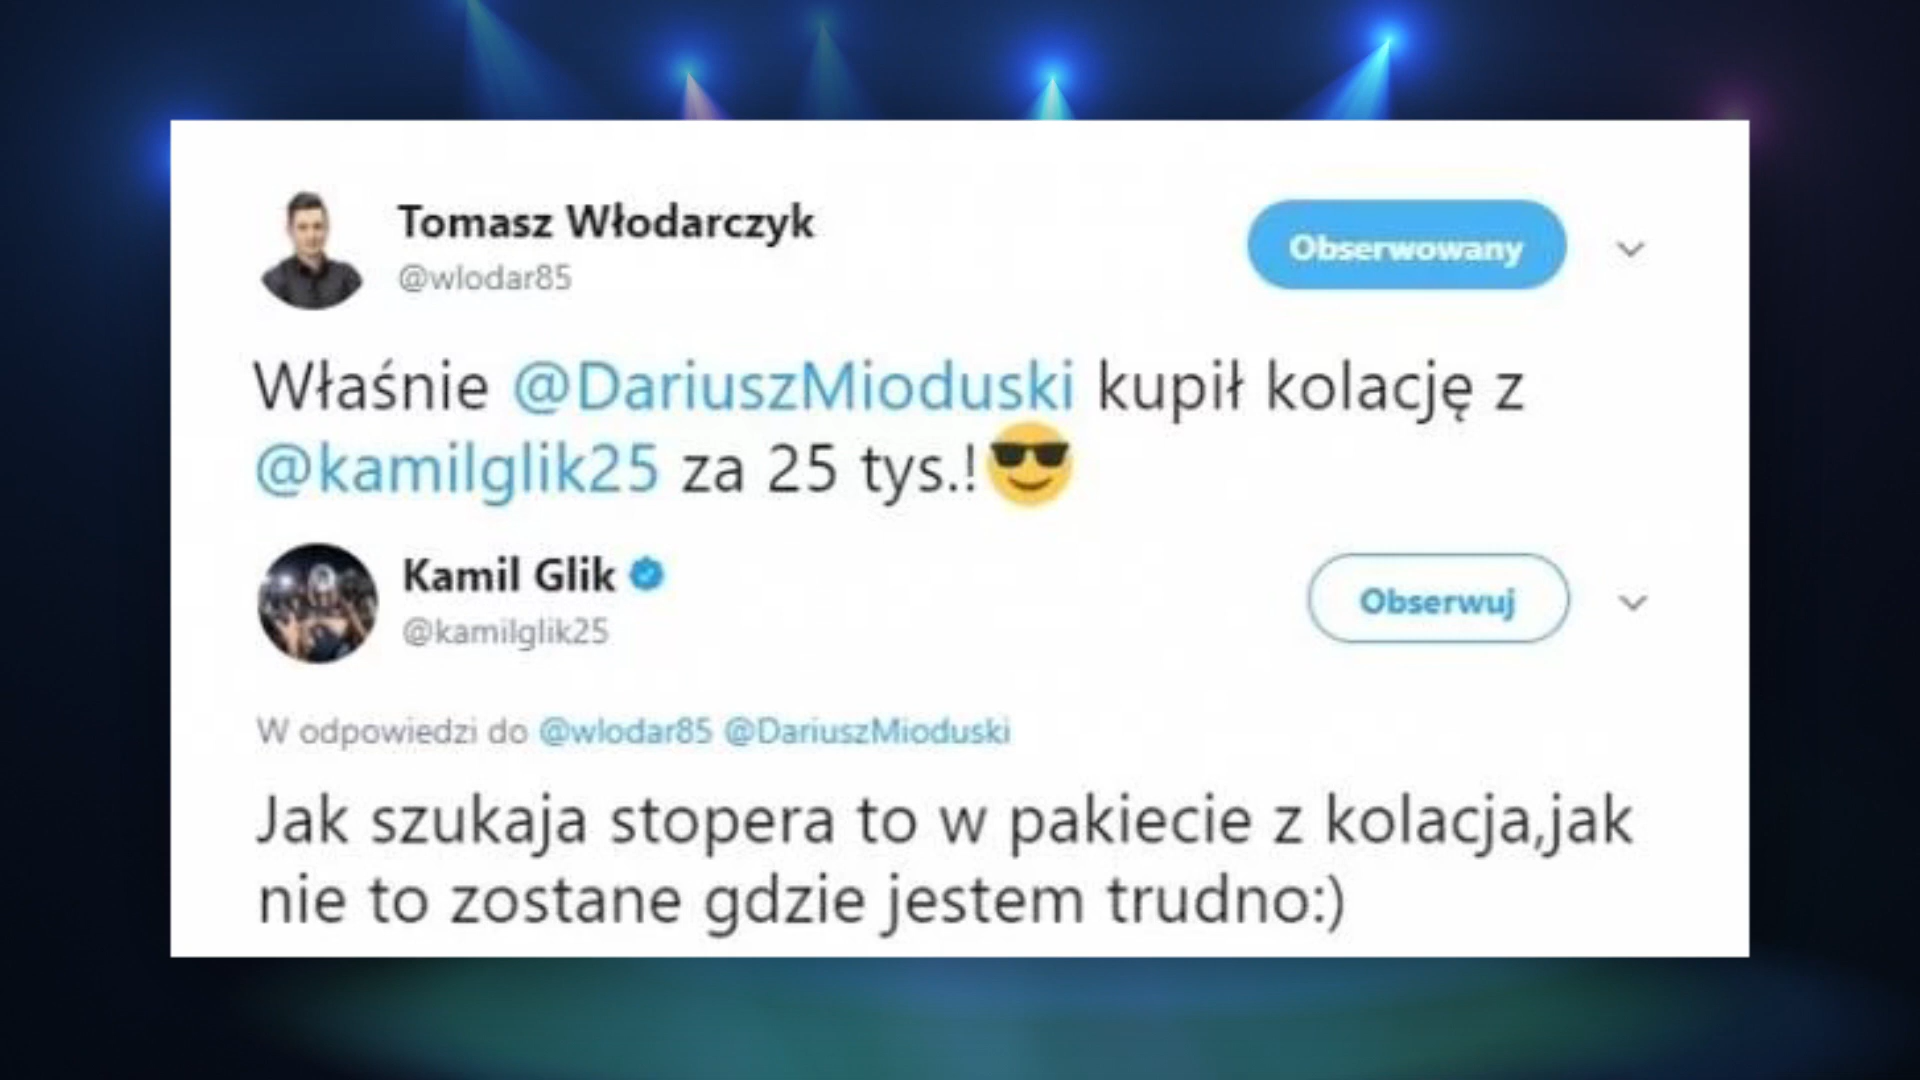 Tomasz Włodarczyk
@wlodar85
Obserwowany
Właśnie @DariuszMioduski kupił kolację z
@kamilglik25 za 25 tys.!😎
Kamil Glik
@kamilglik25
Obserwuj
W odpowiedzi do @wlodar85 @DariuszMioduski
Jak szukaja stopera to w pakiecie z kolacja,jak
nie to zostane gdzie jestem trudno:)